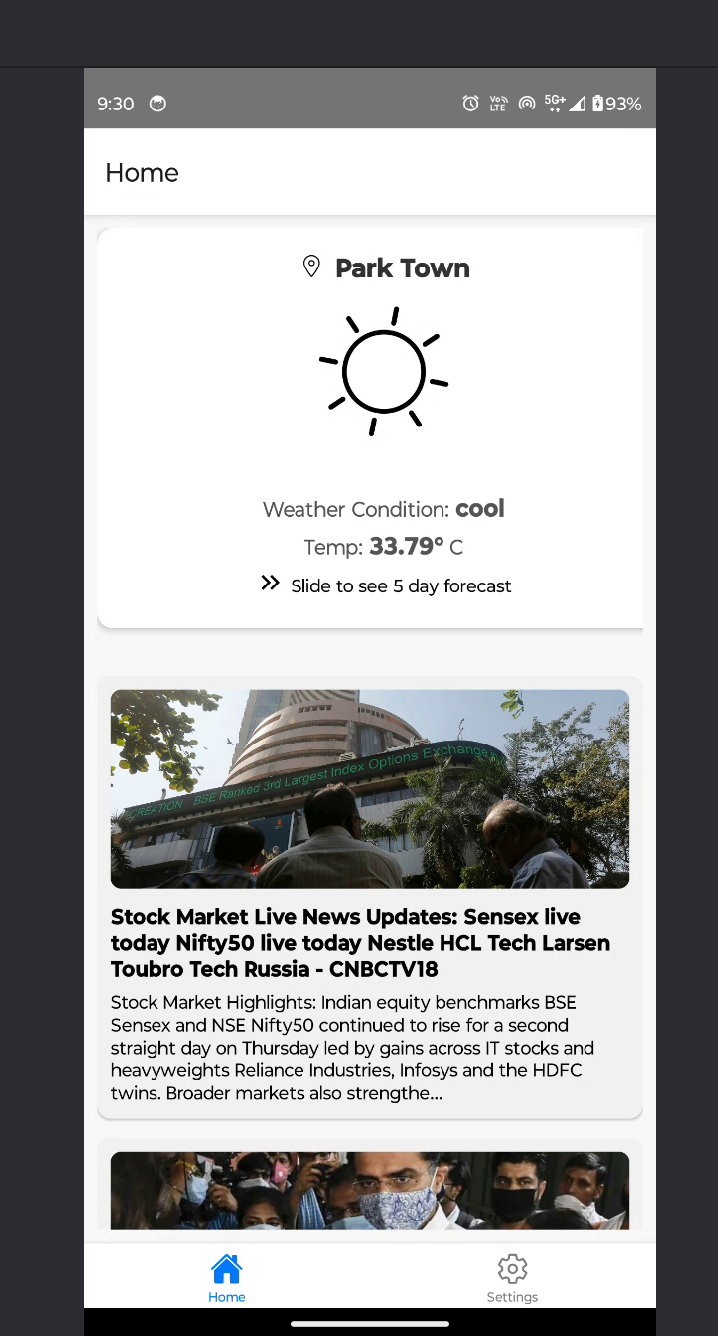 9:30
Vo LTE 5G+ 93%
Home
Park Town
Weather Condition: cool
Temp: 33.79° C
Slide to see 5 day forecast
CREATION BSE Ranked 3rd Largest Index Options Exchange
Stock Market Live News Updates: Sensex live
today Nifty50 live today Nestle HCL Tech Larsen
Toubro Tech Russia - CNBCTV18
Stock Market Highlights: Indian equity benchmarks BSE
Sensex and NSE Nifty50 continued to rise for a second
straight day on Thursday led by gains across IT stocks and
heavyweights Reliance Industries, Infosys and the HDFC
twins. Broader markets also strengthe...
Home
Settings